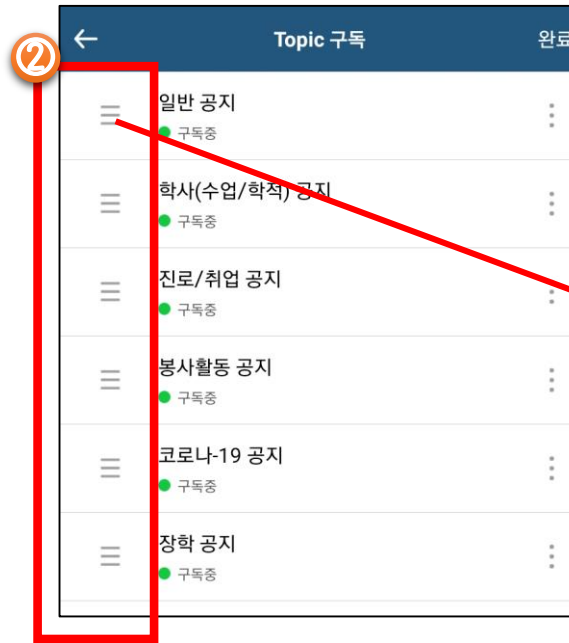 ②
Topic 구독
완료
일반 공지
구독중
학사(수업/학적) 공지
구독중
진로/취업 공지
구독중
봉사활동 공지
구독중
코로나-19 공지
구독중
장학 공지
구독중